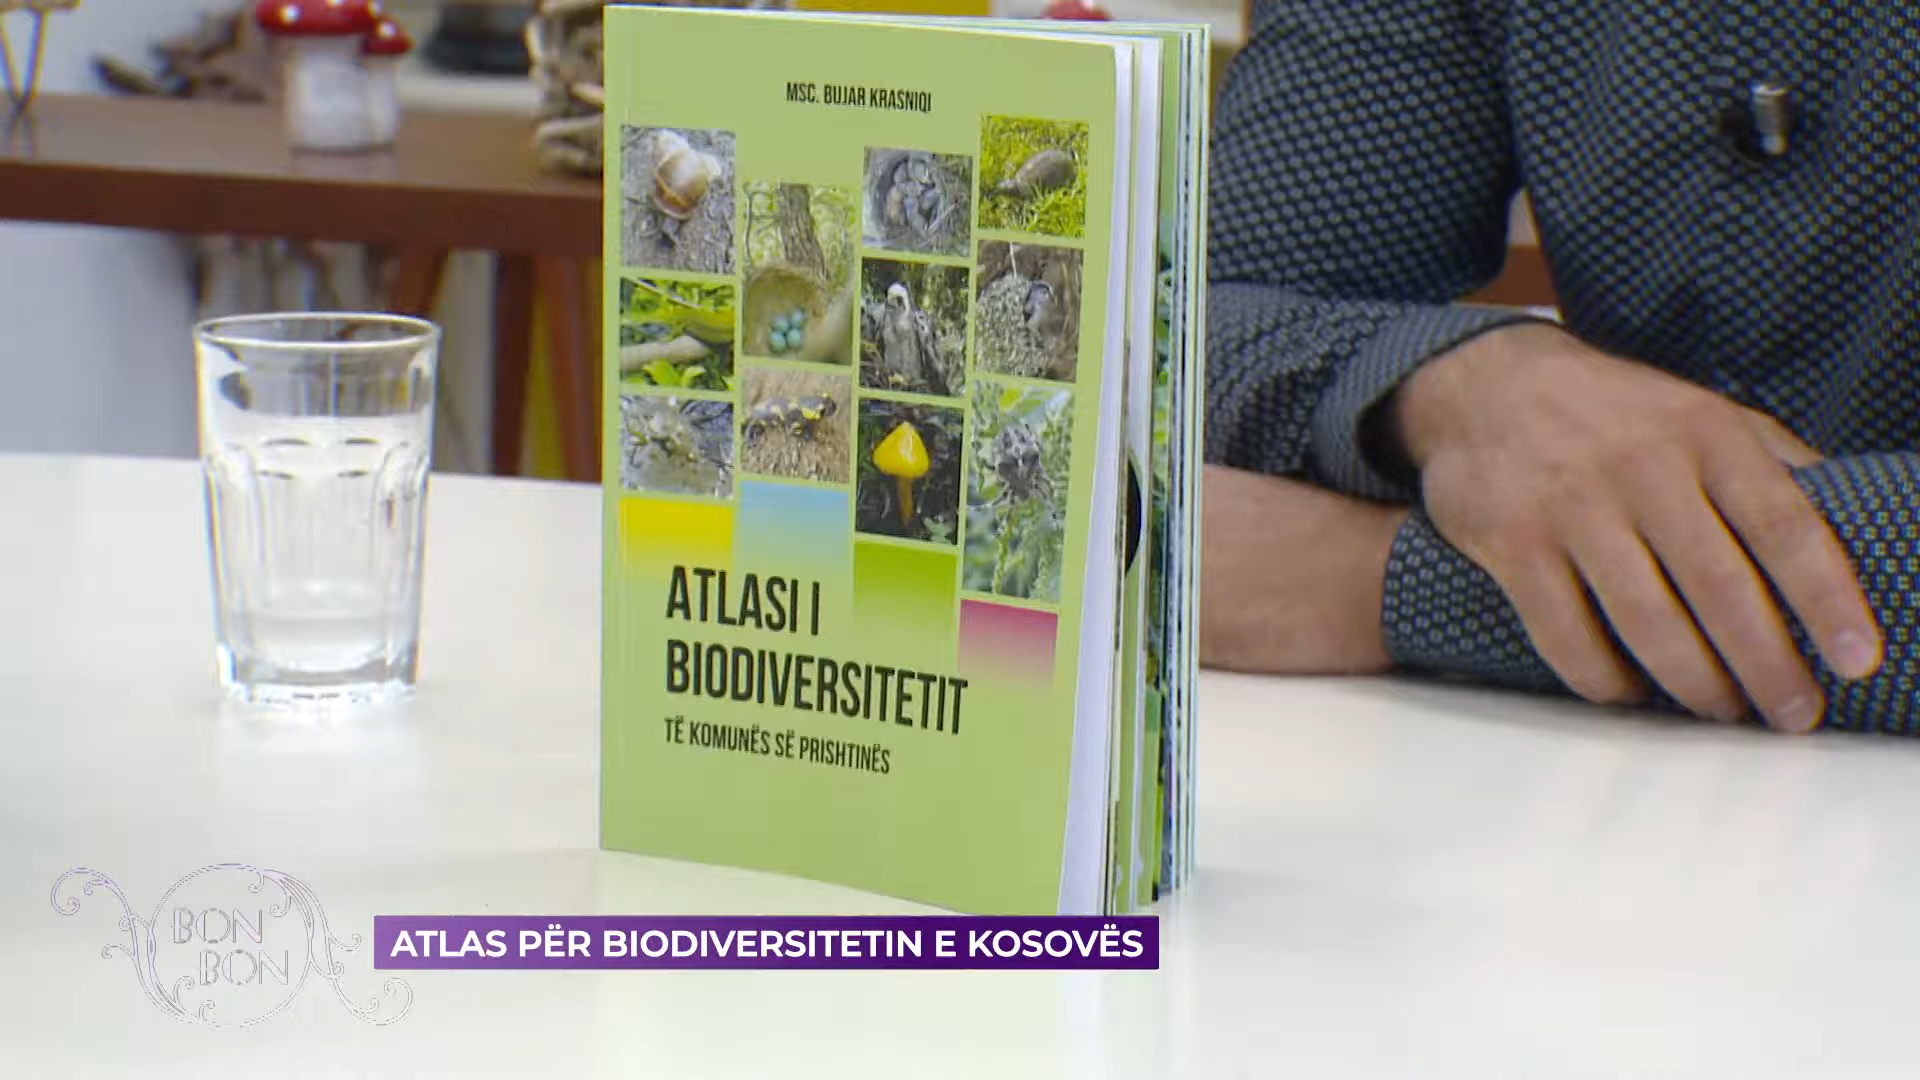 MSC. BUJAR KRASNIQI
ATLASI I
BIODIVERSITETIT
TË KOMUNËS SË PRISHTINËS
BON
BON
ATLAS PËR BIODIVERSITETIN E KOSOVËS